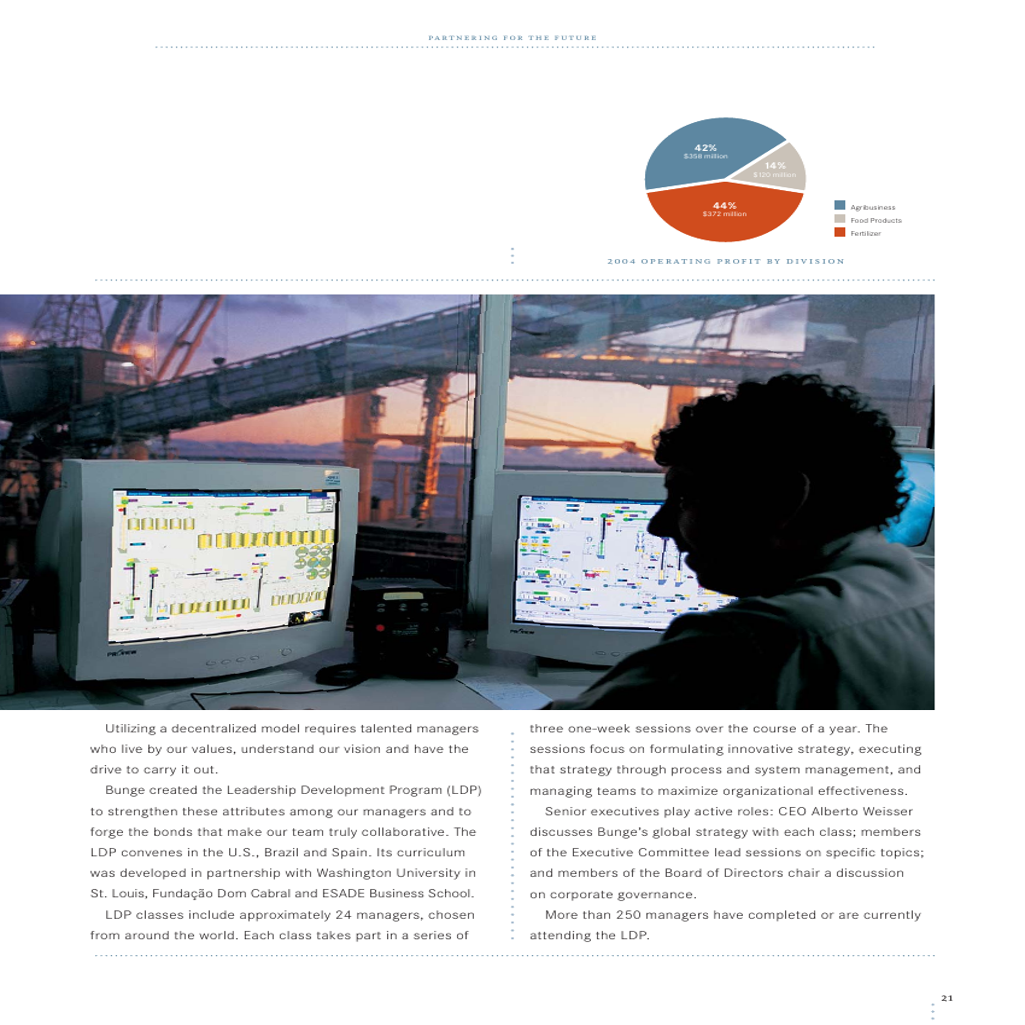 PARTNERING FOR THE FUTURE
42%
$358 million
14%
$120 million
44%
$372 million
Agribusiness
Food Products
Fertilizer
2004 OPERATING PROFIT BY DIVISION
Utilizing a decentralized model requires talented managers
who live by our values, understand our vision and have the
drive to carry it out.
Bunge created the Leadership Development Program (LDP)
to strengthen these attributes among our managers and to
forge the bonds that make our team truly collaborative. The
LDP convenes in the U.S., Brazil and Spain. Its curriculum
was developed in partnership with Washington University in
St. Louis, Fundação Dom Cabral and ESADE Business School.
LDP classes include approximately 24 managers, chosen
from around the world. Each class takes part in a series of
three one-week sessions over the course of a year. The
sessions focus on formulating innovative strategy, executing
that strategy through process and system management, and
managing teams to maximize organizational effectiveness.
Senior executives play active roles: CEO Alberto Weisser
discusses Bunge's global strategy with each class; members
of the Executive Committee lead sessions on specific topics;
and members of the Board of Directors chair a discussion
on corporate governance.
More than 250 managers have completed or are currently
attending the LDP.
21